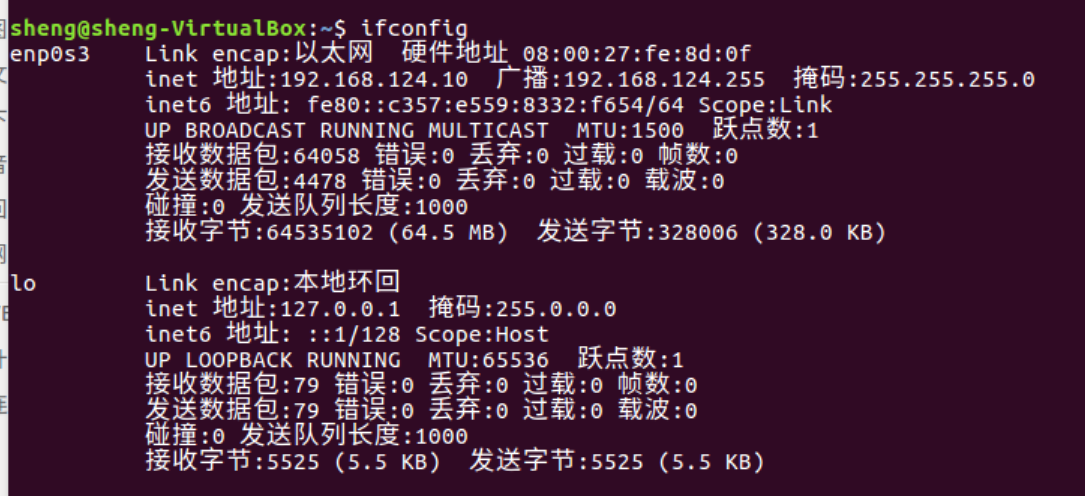 sheng@sheng-VirtualBox:~$ ifconfig
enp0s3    Link encap:以太网  硬件地址 08:00:27:fe:8d:0f
          inet 地址:192.168.124.10  广播:192.168.124.255  掩码:255.255.255.0
          inet6 地址: fe80::c357:e559:8332:f654/64 Scope:Link
          UP BROADCAST RUNNING MULTICAST  MTU:1500  跃点数:1
          接收数据包:64058 错误:0 丢弃:0 过载:0 帧数:0
          发送数据包:4478 错误:0 丢弃:0 过载:0 载波:0
          碰撞:0 发送队列长度:1000
          接收字节:64535102 (64.5 MB)  发送字节:328006 (328.0 KB)
lo        Link encap:本地环回
          inet 地址:127.0.0.1  掩码:255.0.0.0
          inet6 地址: ::1/128 Scope:Host
          UP LOOPBACK RUNNING  MTU:65536  跃点数:1
          接收数据包:79 错误:0 丢弃:0 过载:0 帧数:0
          发送数据包:79 错误:0 丢弃:0 过载:0 载波:0
          碰撞:0 发送队列长度:1000
          接收字节:5525 (5.5 KB)  发送字节:5525 (5.5 KB)